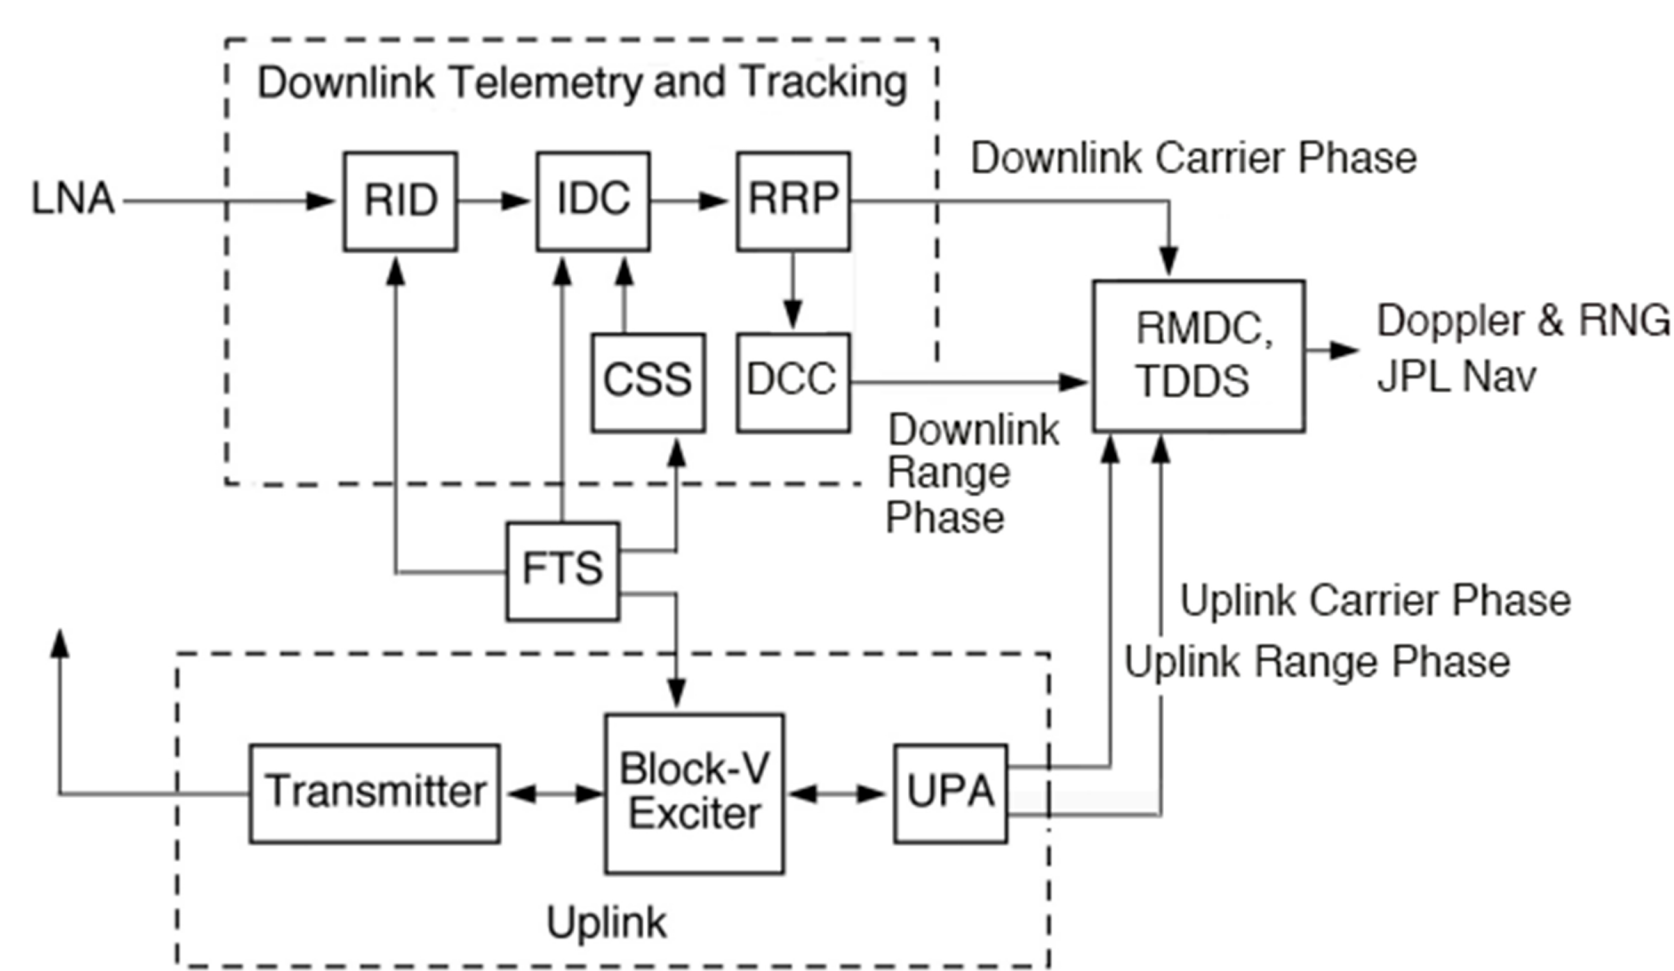 Downlink Telemetry and Tracking
Downlink Carrier Phase
LNA
RID
IDC
RRP
RMDC,
TDDS
Doppler & RNG
JPL Nav
CSS
DCC
Downlink
Range
Phase
FTS
Uplink Carrier Phase
Uplink Range Phase
Transmitter
Block-V
Exciter
UPA
Uplink